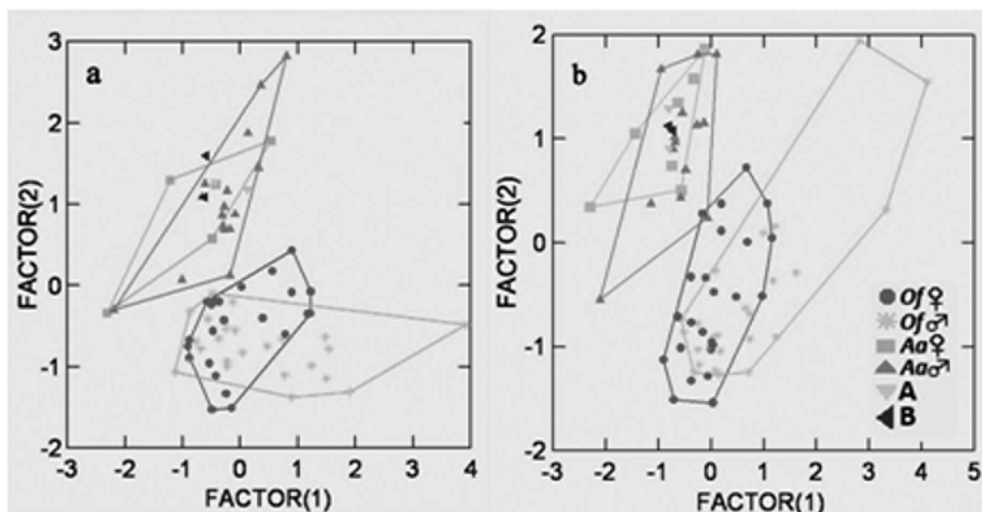 a
3
2
1
0
-1
-2
FACTOR(2)
-3 -2 -1 0 1 2 3 4
FACTOR(1)
b
2
1
0
-1
-2
FACTOR(2)
-3 -2 -1 0 1 2 3 4 5
FACTOR(1)
Of♀
Of♂
Aa♀
Aa♂
A
B